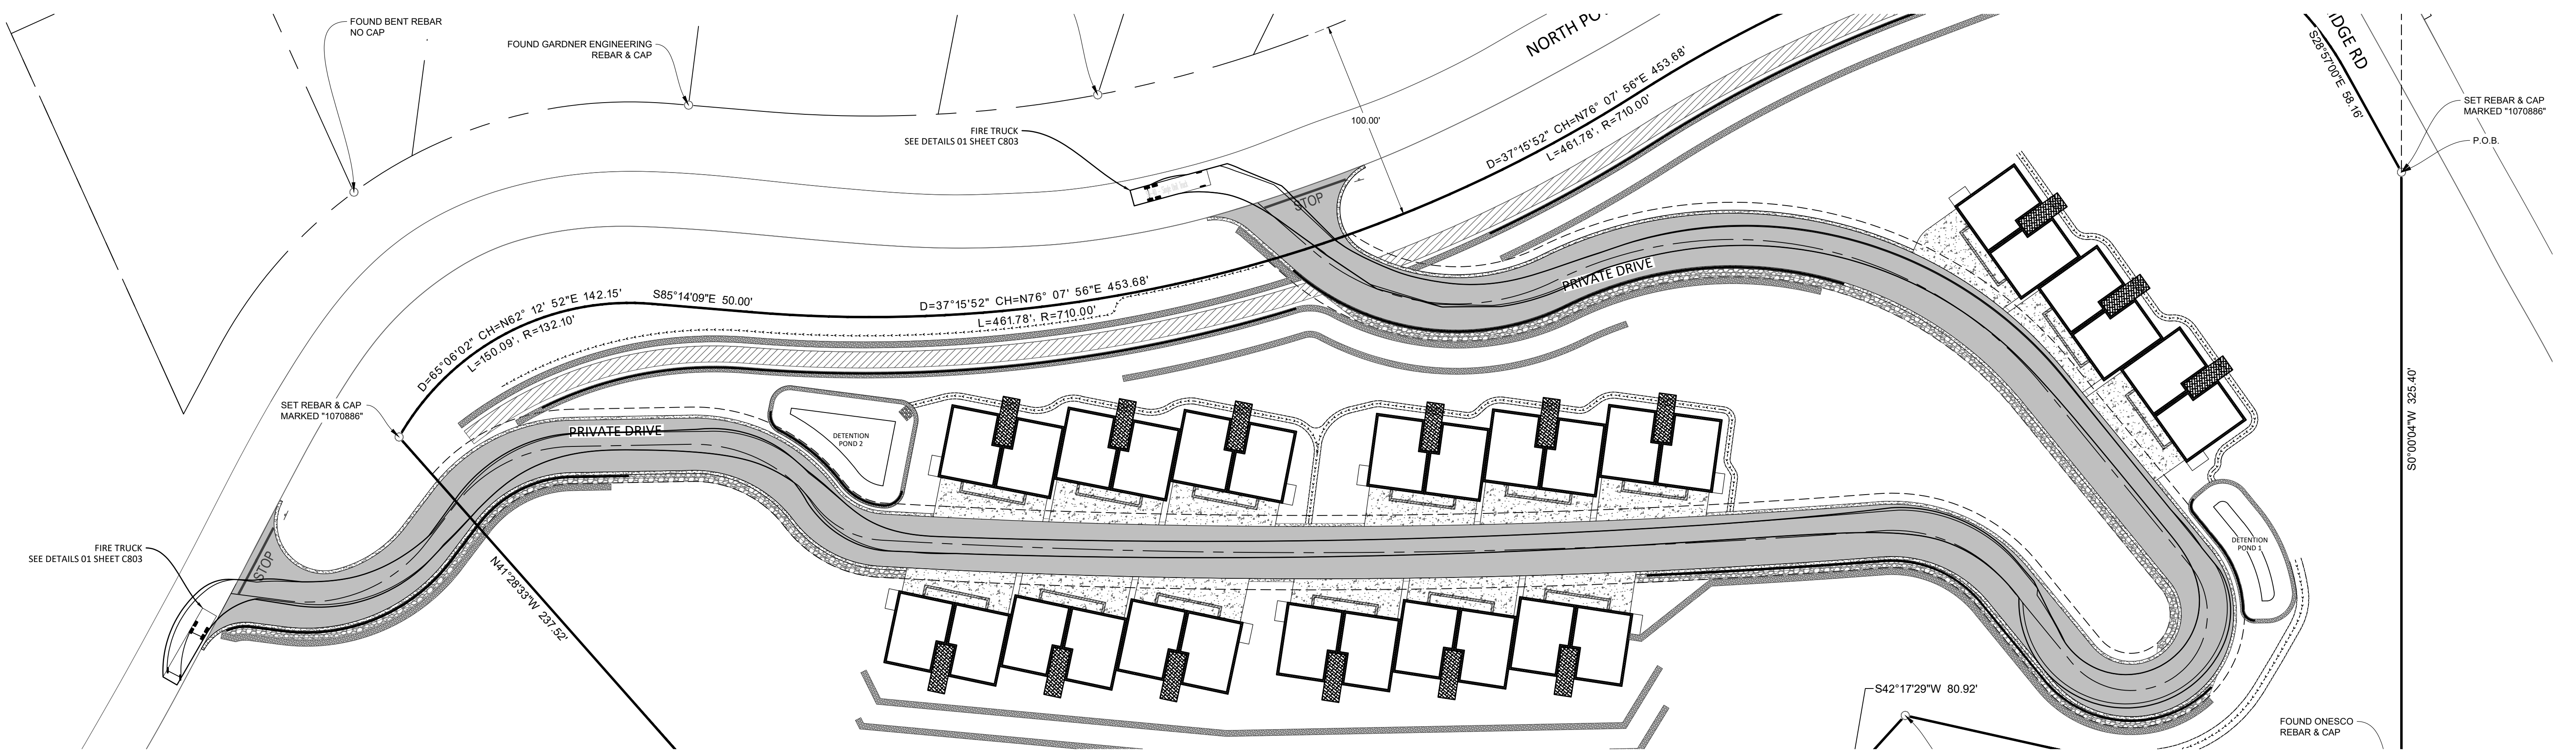 FOUND BENT REBAR
NO CAP
FOUND GARDNER ENGINEERING
REBAR & CAP
NORTH
RIDGE RD
S28°57'00"E 58.16'
SET REBAR & CAP
MARKED "1070886"
P.O.B.
FIRE TRUCK
SEE DETAILS 01 SHEET C803
100.00'
D=37°15'52" CH=N76° 07' 56"E 453.68'
L=461.78', R=710.00'
STOP
PRIVATE DRIVE
D=65°06'02" CH=N62° 12' 52"E 142.15'
L=150.09', R=132.10'
S85°14'09"E 50.00'
D=37°15'52" CH=N76° 07' 56"E 453.68'
L=461.78', R=710.00'
SET REBAR & CAP
MARKED "1070886"
PRIVATE DRIVE
DETENTION
POND 2
S0°00'04"W 325.40'
FIRE TRUCK
SEE DETAILS 01 SHEET C803
STOP
N41°28'33"W 237.52'
DETENTION
POND 1
S42°17'29"W 80.92'
FOUND ONESCO
REBAR & CAP